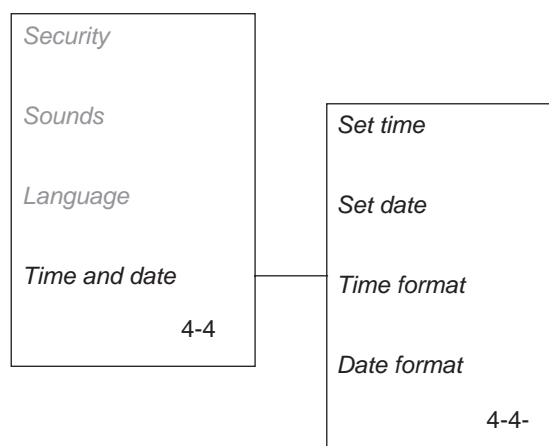 Security
Sounds
Language
Time and date
4-4
Set time
Set date
Time format
Date format
4-4-